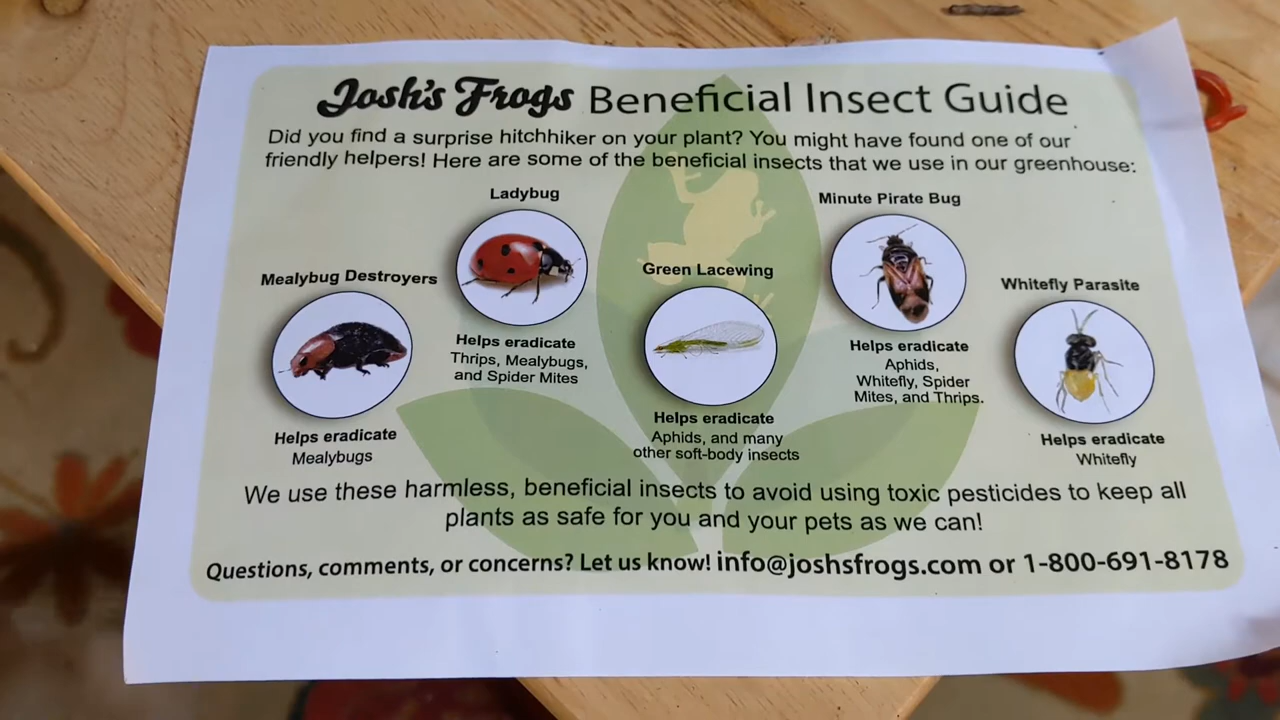 Josh's Frogs Beneficial Insect Guide
Did you find a surprise hitchhiker on your plant? You might have found one of our
friendly helpers! Here are some of the beneficial insects that we use in our greenhouse:
Mealybug Destroyers
Helps eradicate
Mealybugs
Ladybug
Helps eradicate
Thrips, Mealybugs,
and Spider Mites
Green Lacewing
Helps eradicate
Aphids, and many
other soft-body insects
Minute Pirate Bug
Helps eradicate
Aphids,
Whitefly, Spider
Mites, and Thrips.
Whitefly Parasite
Helps eradicate
Whitefly
We use these harmless, beneficial insects to avoid using toxic pesticides to keep all
plants as safe for you and your pets as we can!
Questions, comments, or concerns? Let us know! info@joshsfrogs.com or 1-800-691-8178